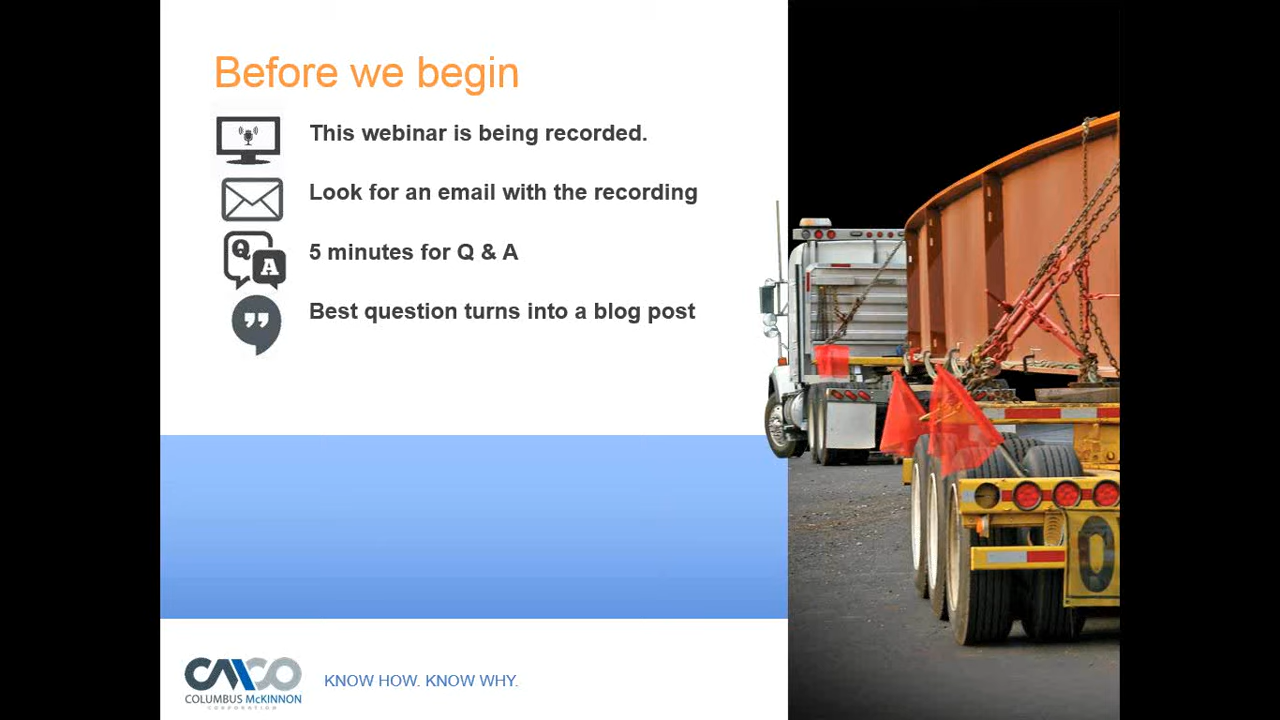 Before we begin
This webinar is being recorded.
Look for an email with the recording
Q A
5 minutes for Q & A
Best question turns into a blog post
O
CMCO
COLUMBUS McKINNON
CORPORATION
KNOW HOW. KNOW WHY.